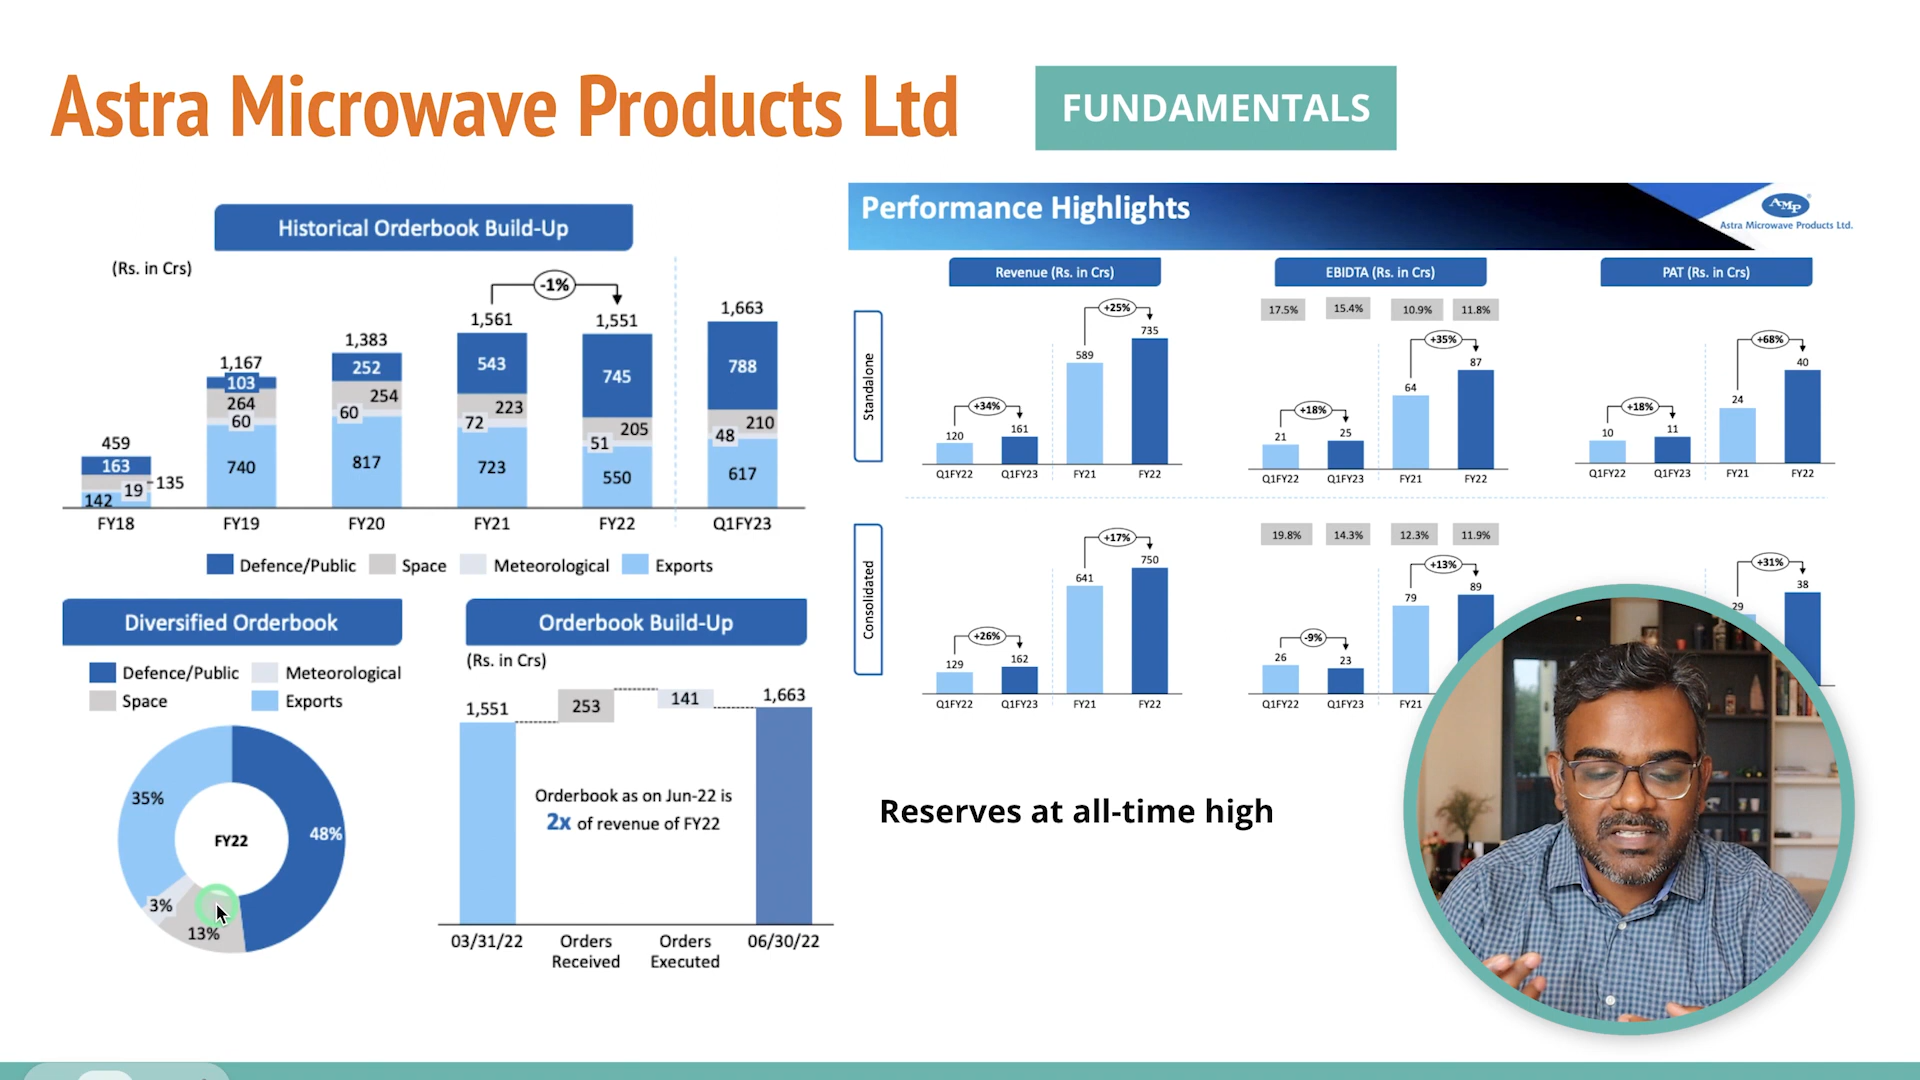 Astra Microwave Products Ltd
FUNDAMENTALS
Historical Orderbook Build-Up
(Rs. in Crs)
-1%
459
1,167
1,383
1,561
1,551
1,663
163
103
252
543
745
788
135
264
254
223
205
210
19
60
60
72
51
48
142
740
817
723
550
617
FY18 FY19 FY20 FY21 FY22 Q1FY23
Defence/Public Space Meteorological Exports
Diversified Orderbook
Defence/Public Meteorological
Space Exports
35%
48%
FY22
3%
13%
Orderbook Build-Up
(Rs. in Crs)
1,551
253
141
1,663
Orderbook as on Jun-22 is
2x of revenue of FY22
03/31/22 Orders Received Orders Executed 06/30/22
Performance Highlights
AMP
Astra Microwave Products Ltd.
Revenue (Rs. in Crs)
EBIDTA (Rs. in Crs)
PAT (Rs. in Crs)
Standalone
+34%
+25%
120 161 589 735
Q1FY22 Q1FY23 FY21 FY22
17.5% 15.4% 10.9% 11.8%
+18%
+35%
21 25 64 87
Q1FY22 Q1FY23 FY21 FY22
+18%
+68%
10 11 24 40
Q1FY22 Q1FY23 FY21 FY22
Consolidated
+26%
+17%
129 162 641 750
Q1FY22 Q1FY23 FY21 FY22
19.8% 14.3% 12.3% 11.9%
-9%
+13%
26 23 79 89
Q1FY22 Q1FY23 FY21
+31%
29 38
Reserves at all-time high